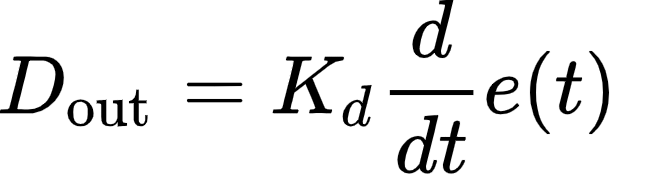 D_out = K_d d/dt e(t)